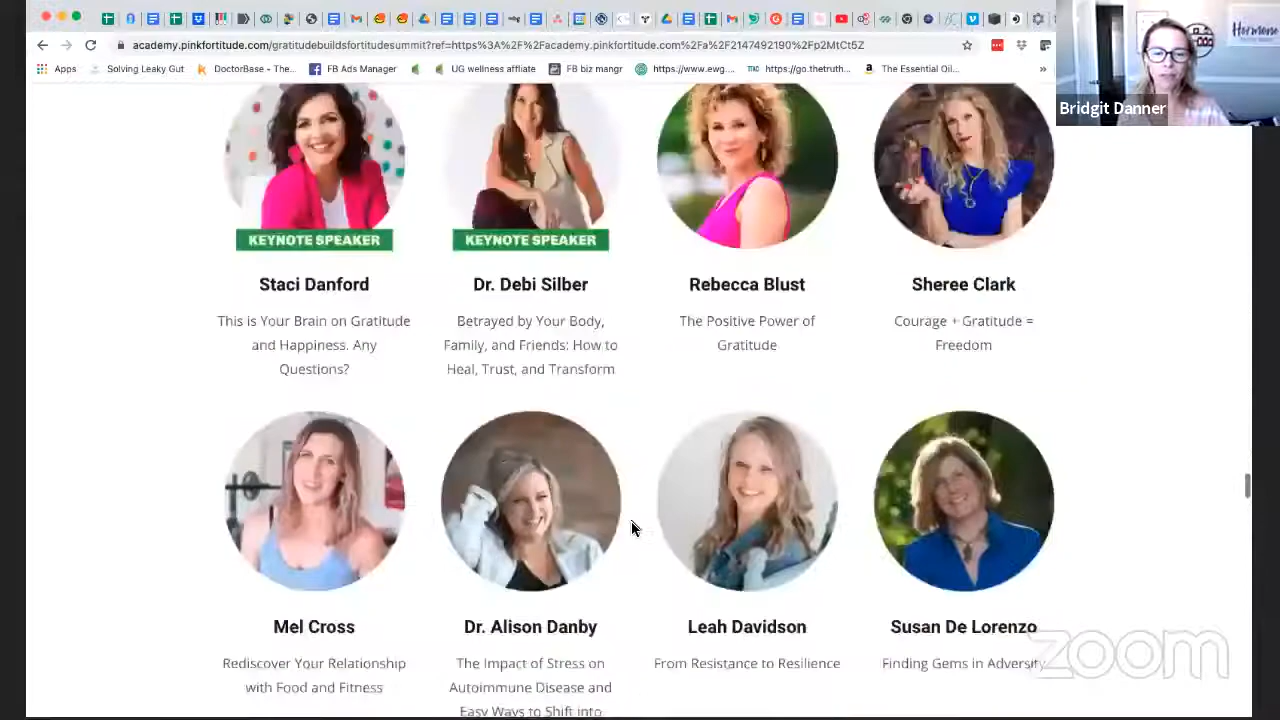 academy.pinkfortitude.com/gratitudebuildsfortitudesummit?ref=https%3A%2F%2Facademy.pinkfortitude.com%2Fa%2F2147492190%2Fp2MtCt5Z
Apps
Solving Leaky Gut
DoctorBase - The...
FB Ads Manager
UG wellness affliate
FB biz mangr
https://www.ewg....
https://go.thetruth...
The Essential Oil...
»
Hormone
Bridgit Danner
KEYNOTE SPEAKER
KEYNOTE SPEAKER
Staci Danford
Dr. Debi Silber
Rebecca Blust
Sheree Clark
This is Your Brain on Gratitude
and Happiness. Any
Questions?
Betrayed by Your Body,
Family, and Friends: How to
Heal, Trust, and Transform
The Positive Power of
Gratitude
Courage + Gratitude =
Freedom
Mel Cross
Dr. Alison Danby
Leah Davidson
Susan De Lorenzo
Rediscover Your Relationship
with Food and Fitness
The Impact of Stress on
Autoimmune Disease and
Easy Ways to Shift into
From Resistance to Resilience
Finding Gems in Adversity
zoom